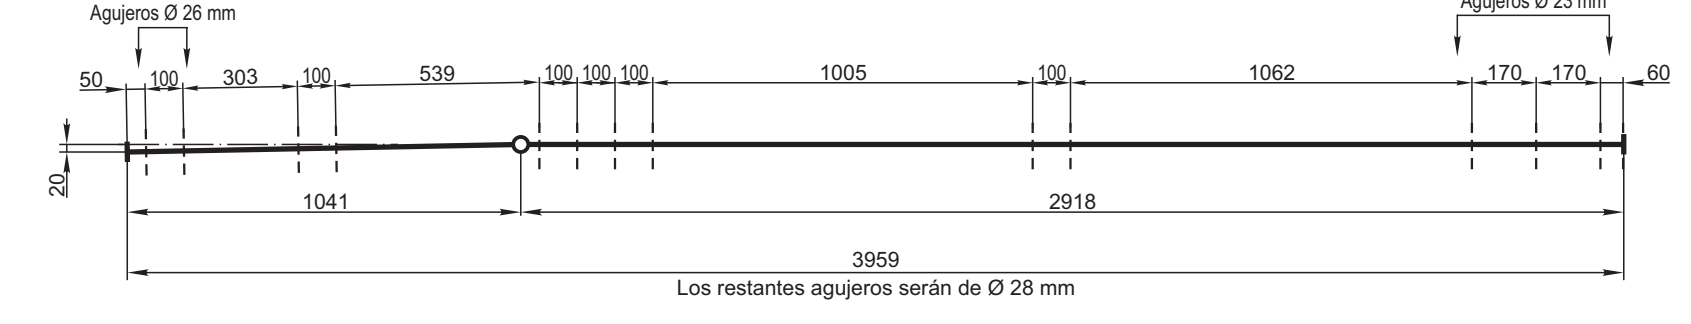 Agujeros Ø 26 mm
Agujeros Ø 23 mm
50 100 303 100 539 100 100 100 1005 100 1062 170 170 60
20
1041 2918
3959
Los restantes agujeros serán de Ø 28 mm